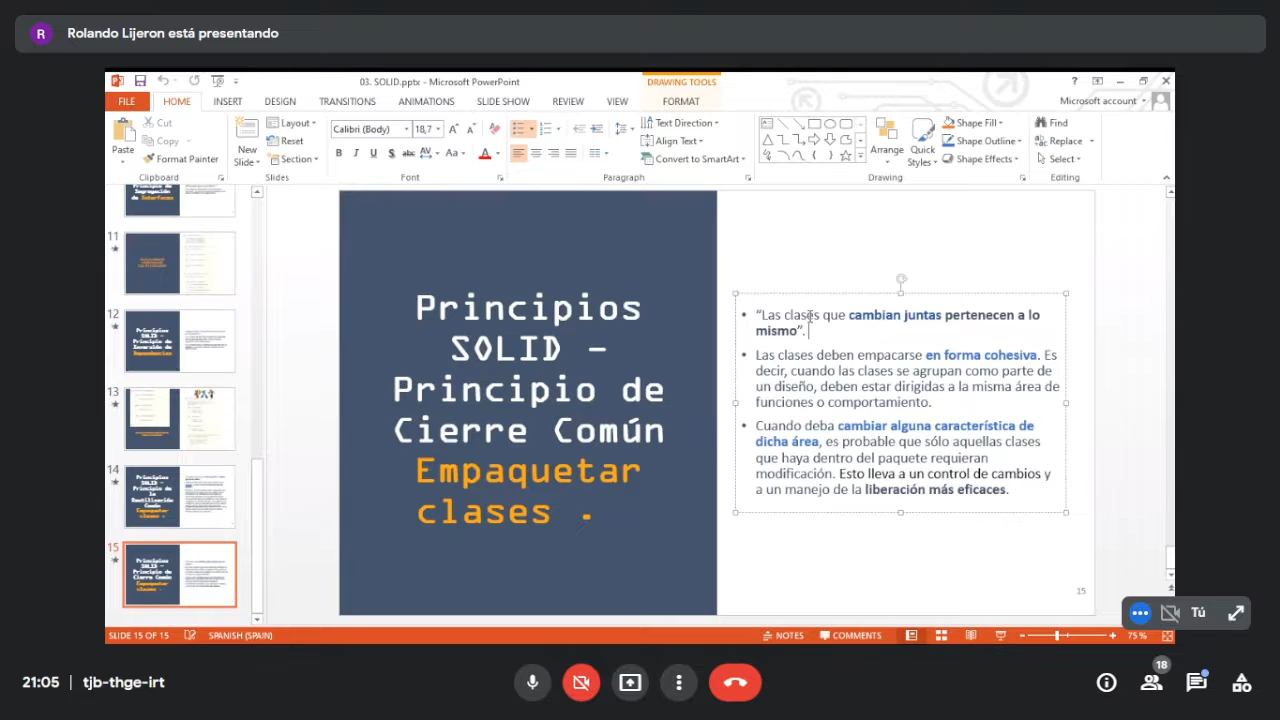 R Rolando Lijeron está presentando
03. SOLID.pptx - Microsoft PowerPoint
DRAWING TOOLS
FILE HOME INSERT DESIGN TRANSITIONS ANIMATIONS SLIDE SHOW REVIEW VIEW FORMAT Microsoft account
Paste Cut Copy Format Painter
Clipboard
New Slide Layout Reset Section
Slides
Calibri (Body) 18,7
Font
Text Direction
Align Text
Convert to SmartArt
Paragraph
Arrange Quick Styles Shape Fill Shape Outline Shape Effects
Drawing
Find
Replace
Select
Editing
11
12
13
14
15
Principios
SOLID –
Principio de
Cierre Común
Empaquetar
clases .
• “Las clases que cambian juntas pertenecen a lo
mismo”.
• Las clases deben empacarse en forma cohesiva. Es
decir, cuando las clases se agrupan como parte de
un diseño, deben estar dirigidas a la misma área de
funciones o comportamiento.
• Cuando deba cambiar alguna característica de
dicha área, es probable que sólo aquellas clases
que haya dentro del paquete requieran
modificación. Esto lleva a un control de cambios y
a un manejo de la liberación más eficaces.
15
Tú
SLIDE 15 OF 15 SPANISH (SPAIN) NOTES COMMENTS 75 %
21:05 | tjb-thge-irt
18